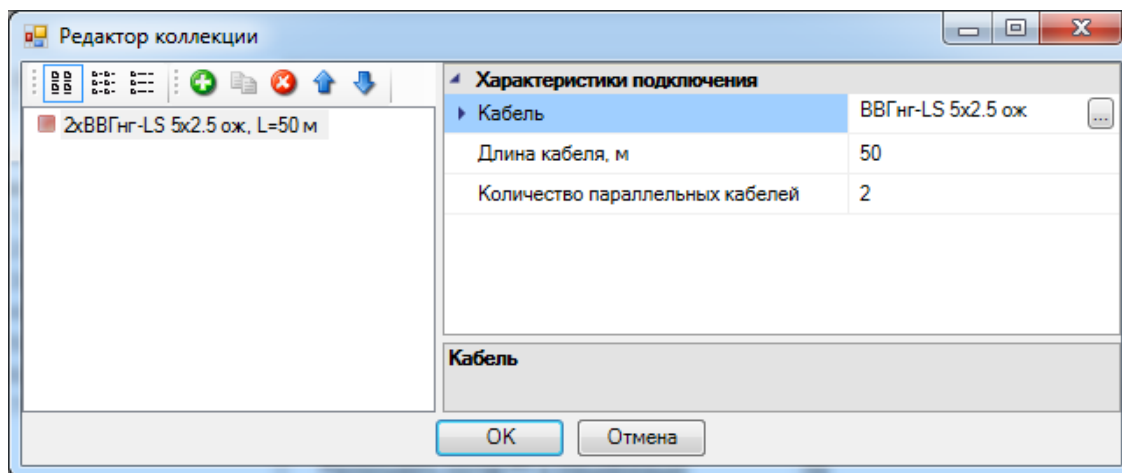 Редактор коллекции
Характеристики подключения
2хВВГнг-LS 5x2.5 ож, L=50 м
Кабель ВВГнг-LS 5x2.5 ож ...
Длина кабеля, м 50
Количество параллельных кабелей 2
Кабель
OK Отмена